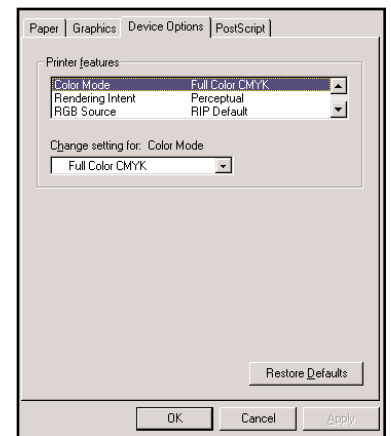 Paper Graphics Device Options PostScript
Printer features
Color Mode Full Color CMYK
Rendering Intent Perceptual
RGB Source RIP Default
Change setting for: Color Mode
Full Color CMYK
Restore Defaults
OK Cancel Apply